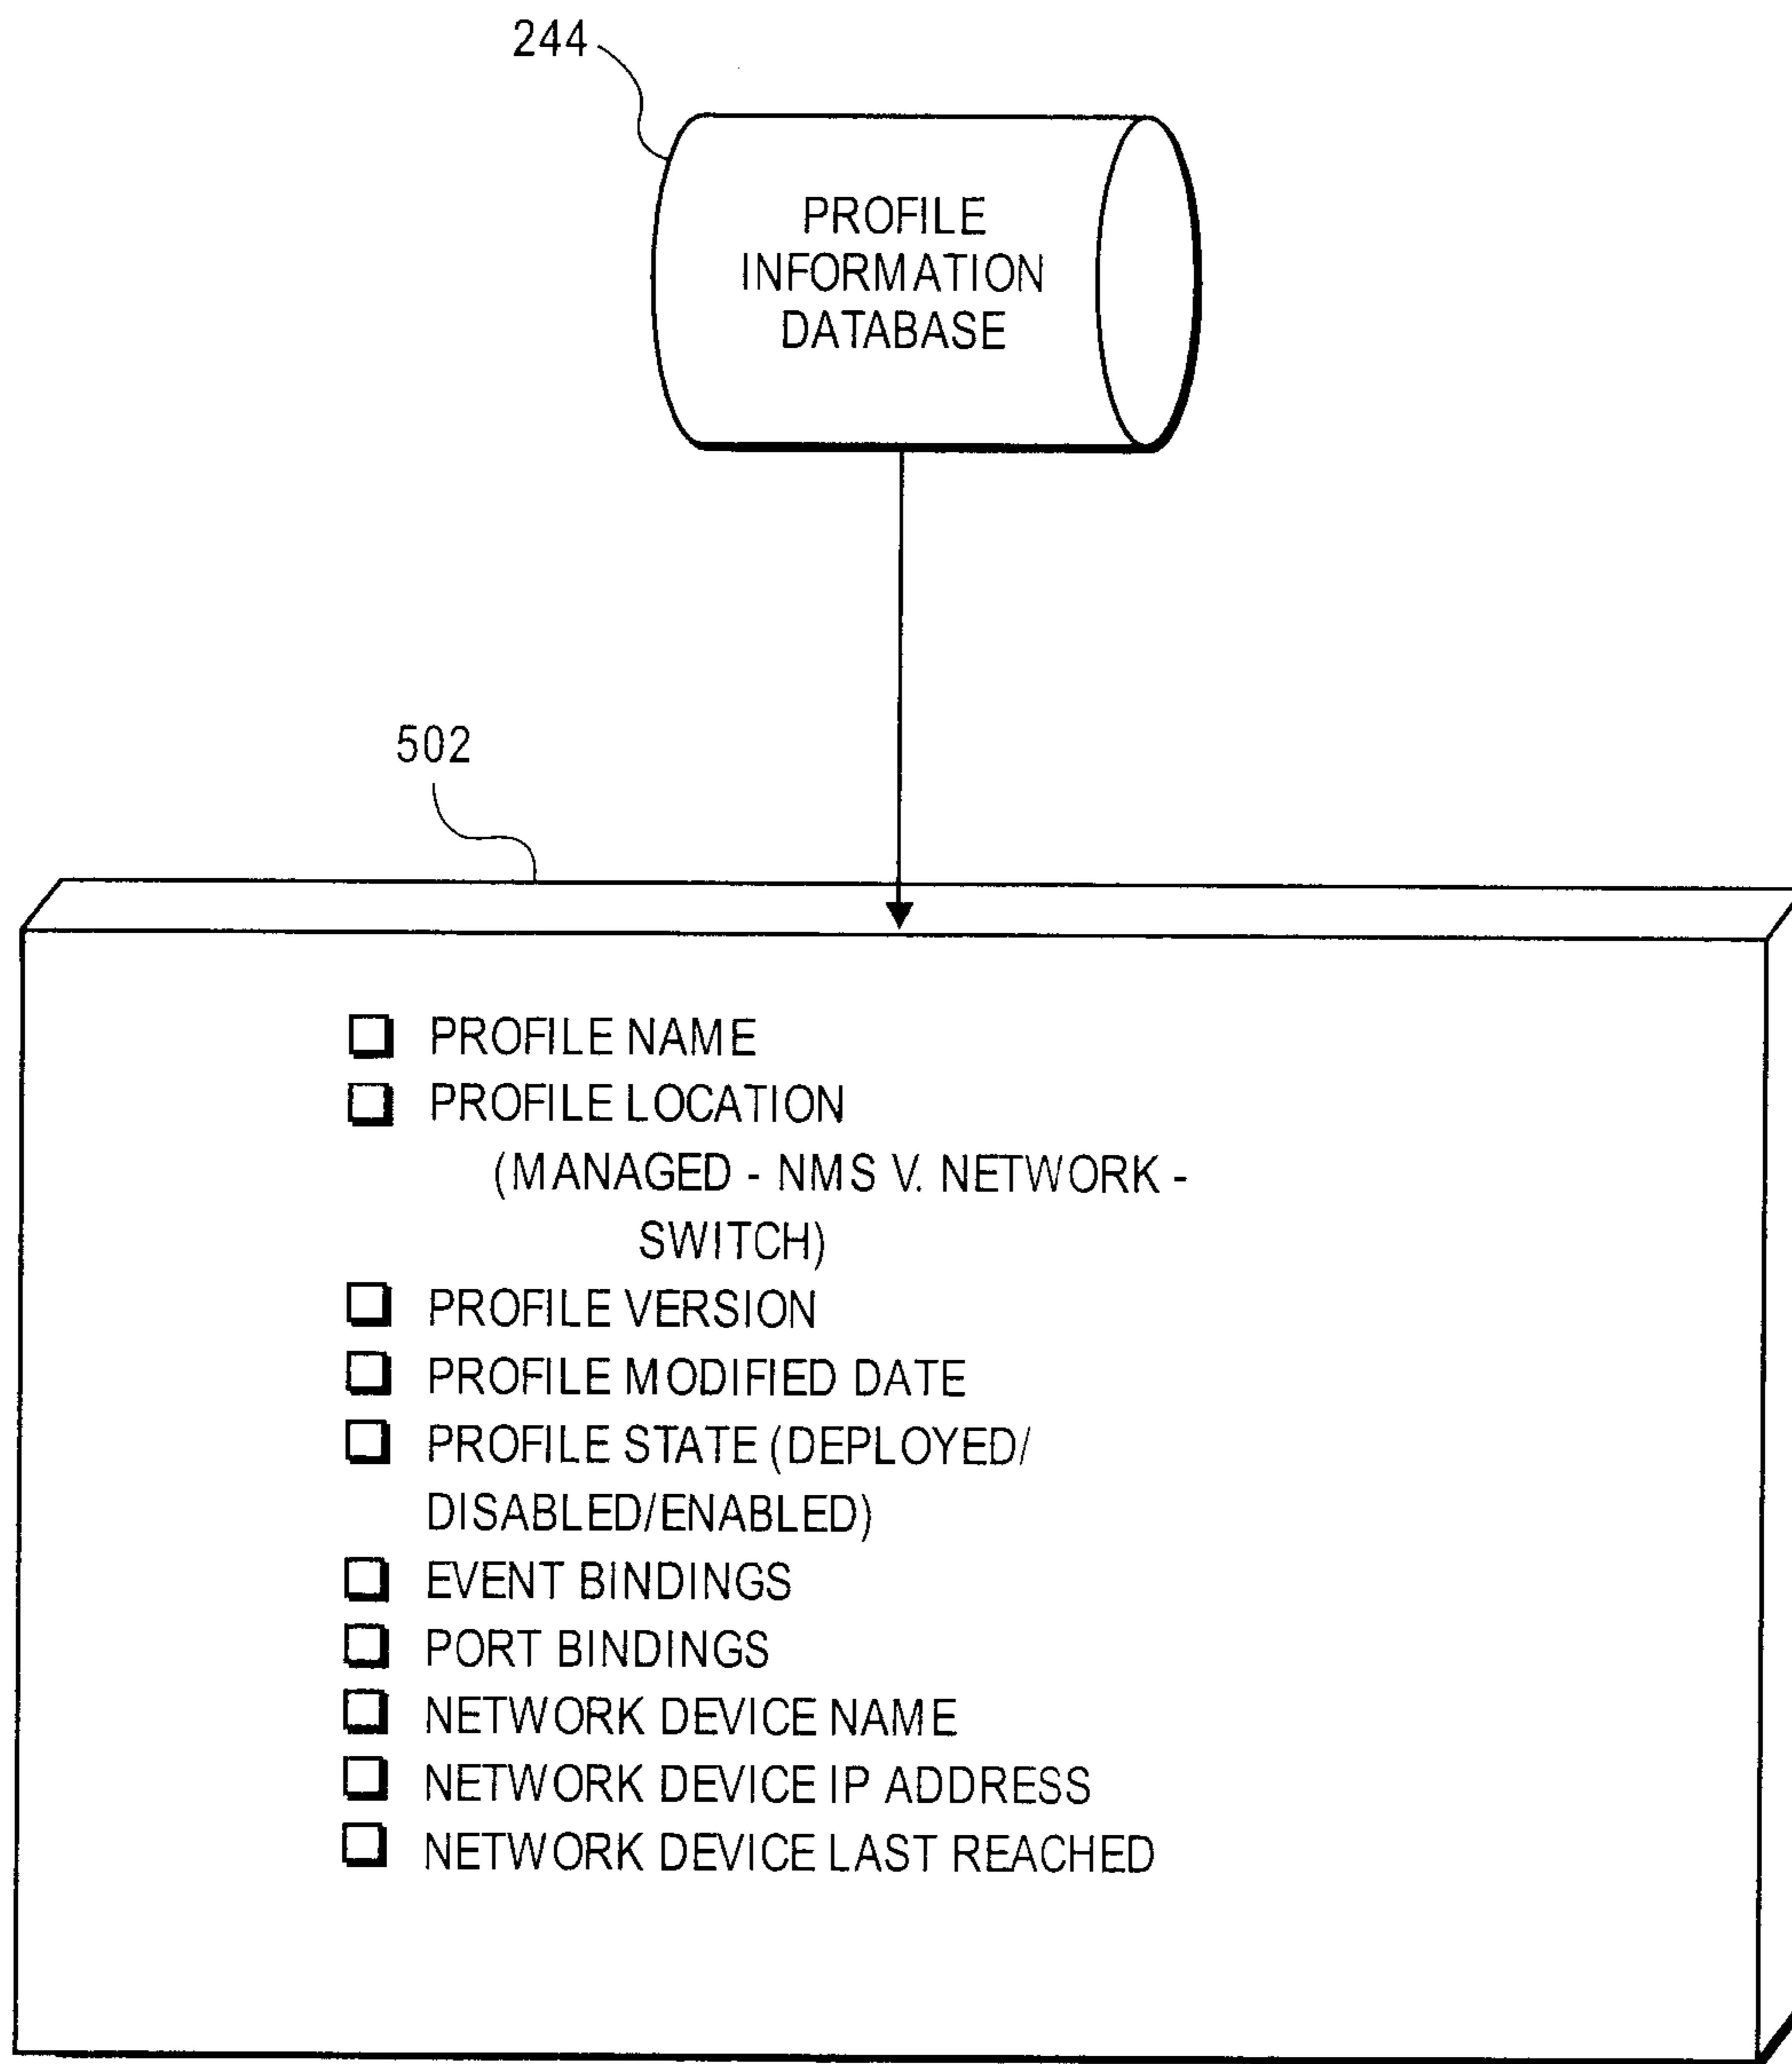 244
PROFILE
INFORMATION
DATABASE
502
PROFILE NAME
PROFILE LOCATION
(MANAGED - NMS V. NETWORK -
SWITCH)
PROFILE VERSION
PROFILE MODIFIED DATE
PROFILE STATE (DEPLOYED/
DISABLED/ENABLED)
EVENT BINDINGS
PORT BINDINGS
NETWORK DEVICE NAME
NETWORK DEVICE IP ADDRESS
NETWORK DEVICE LAST REACHED